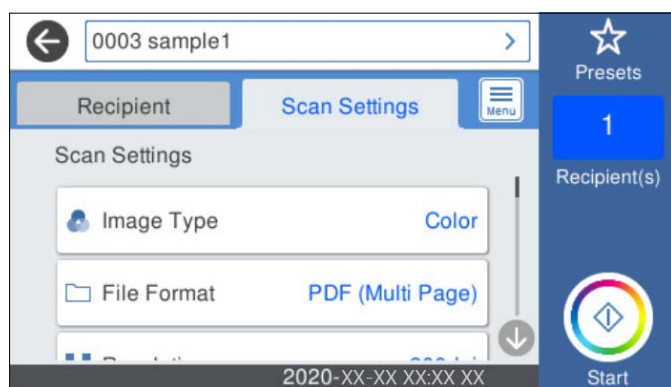 0003 sample1
Presets
Recipient
Scan Settings
Menu
1
Recipient(s)
Scan Settings
Image Type
Color
File Format
PDF (Multi Page)
2020-XX-XX XX:XX XX
Start